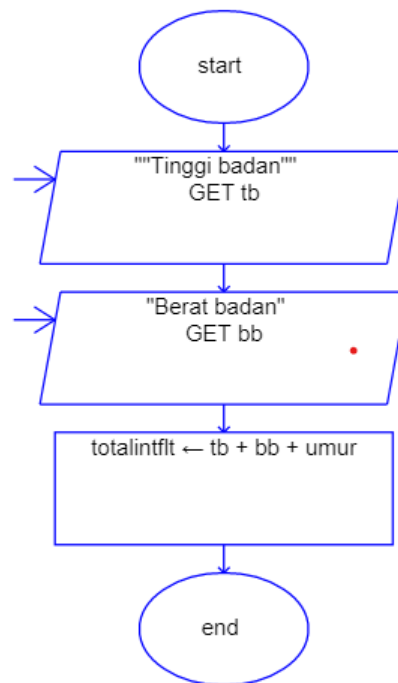 start
""Tinggi badan""
GET tb
"Berat badan"
GET bb
totalintflt ← tb + bb + umur
end